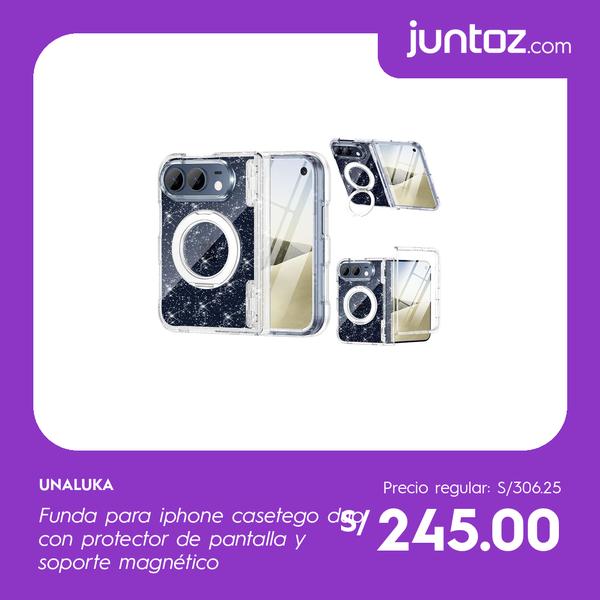 juntoz.com
UNALUKA
Precio regular: S/306.25
Funda para iphone casetego
con protector de pantalla y
soporte magnético
S/ 245.00